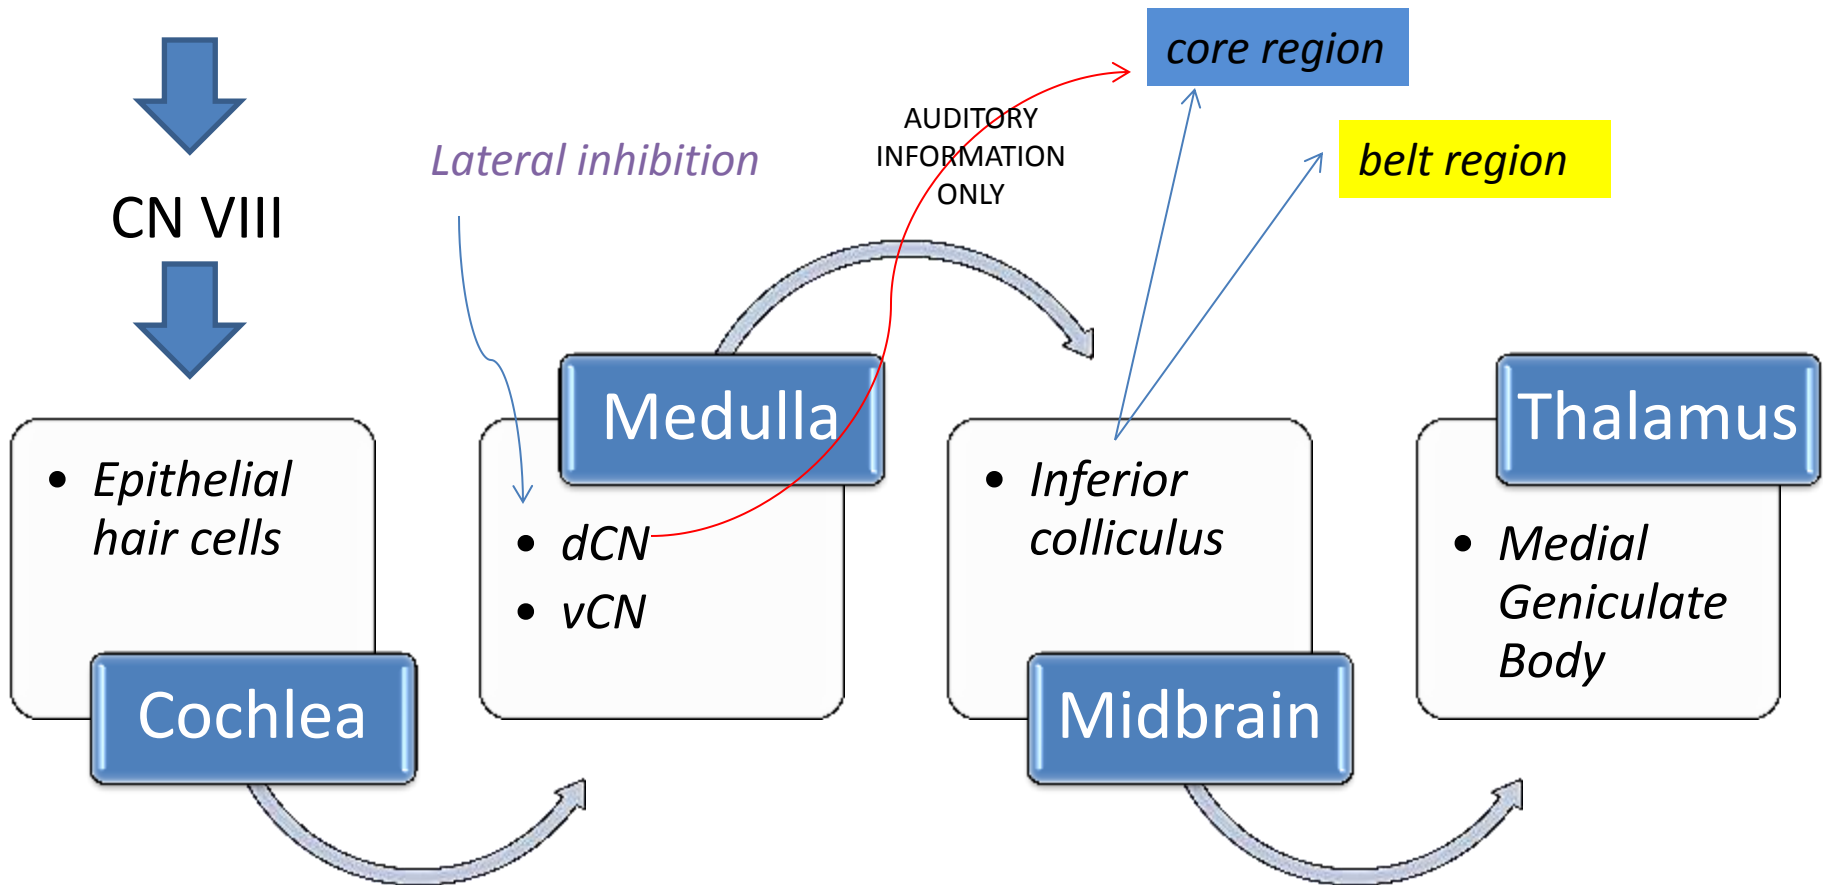 core region
AUDITORY
INFORMATION
ONLY
Lateral inhibition
belt region
CN VIII
• Epithelial
hair cells
Cochlea
Medulla
• dCN
• vCN
• Inferior
colliculus
Midbrain
Thalamus
• Medial
Geniculate
Body